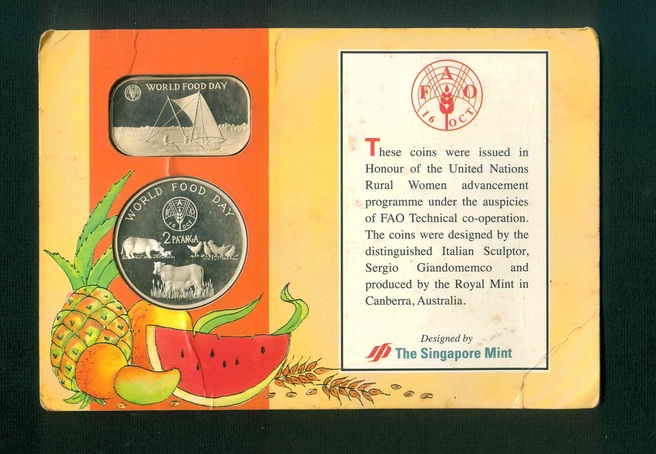 WORLD FOOD DAY
WORLD FOOD DAY
16 OCT
2 PA'ANGA
F A O
16 OCT
These coins were issued in
Honour of the United Nations
Rural Women advancement
programme under the auspicies
of FAO Technical co-operation.
The coins were designed by the
distinguished Italian Sculptor,
Sergio Giandomemco and
produced by the Royal Mint in
Canberra, Australia.
Designed by
The Singapore Mint